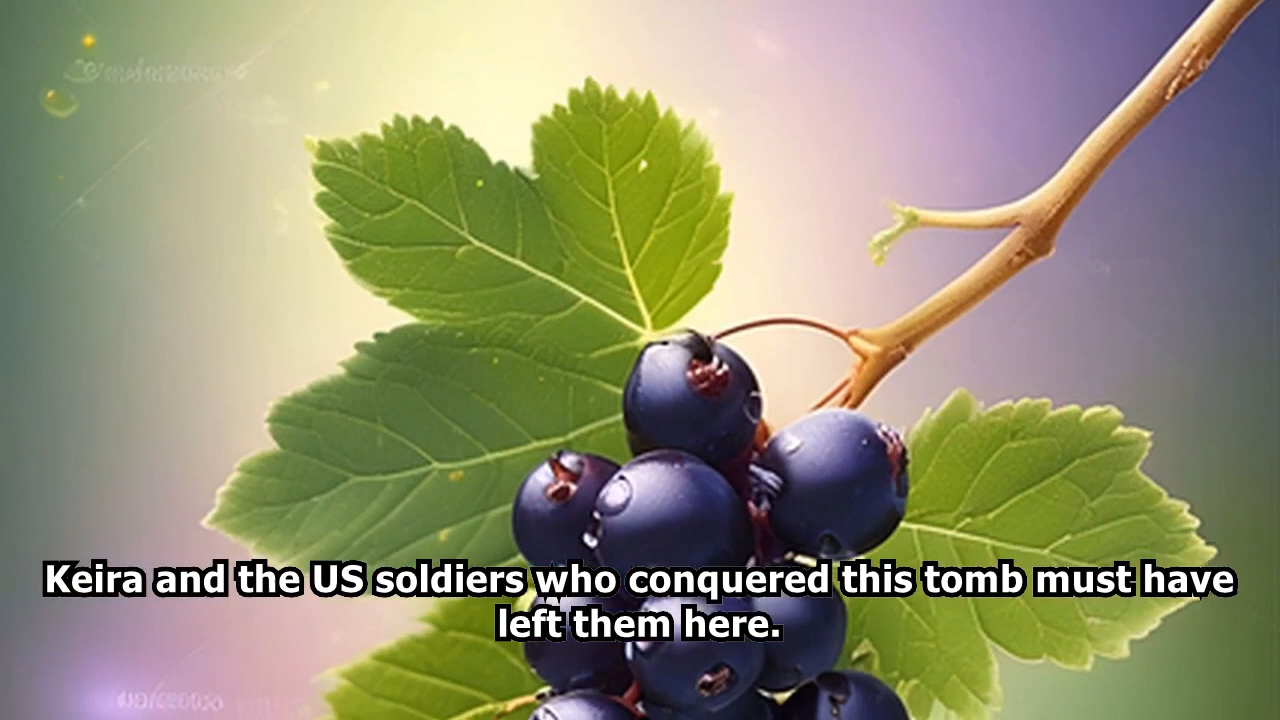 Keira and the US soldiers who conquered this tomb must have
left them here.